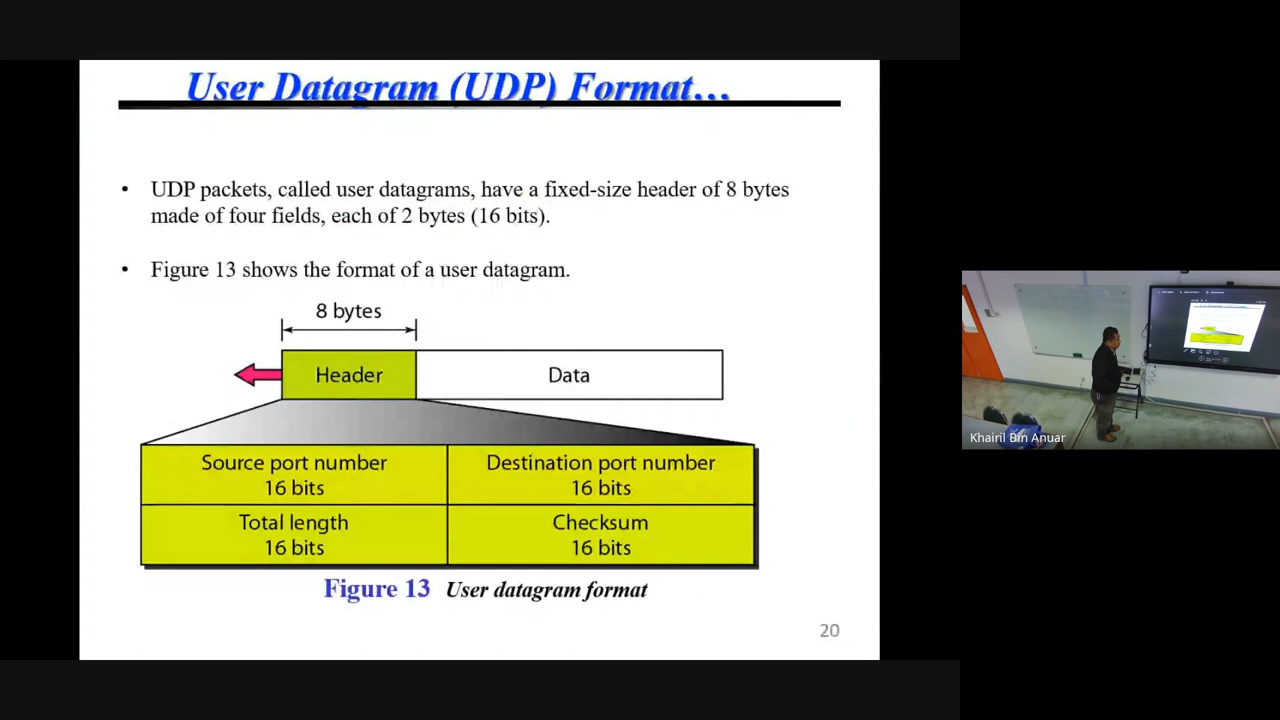 User Datagram (UDP) Format…
• UDP packets, called user datagrams, have a fixed-size header of 8 bytes
made of four fields, each of 2 bytes (16 bits).
• Figure 13 shows the format of a user datagram.
8 bytes
Header
Data
Source port number
16 bits
Destination port number
16 bits
Total length
16 bits
Checksum
16 bits
Figure 13 User datagram format
20
Khairil Bin Anuar